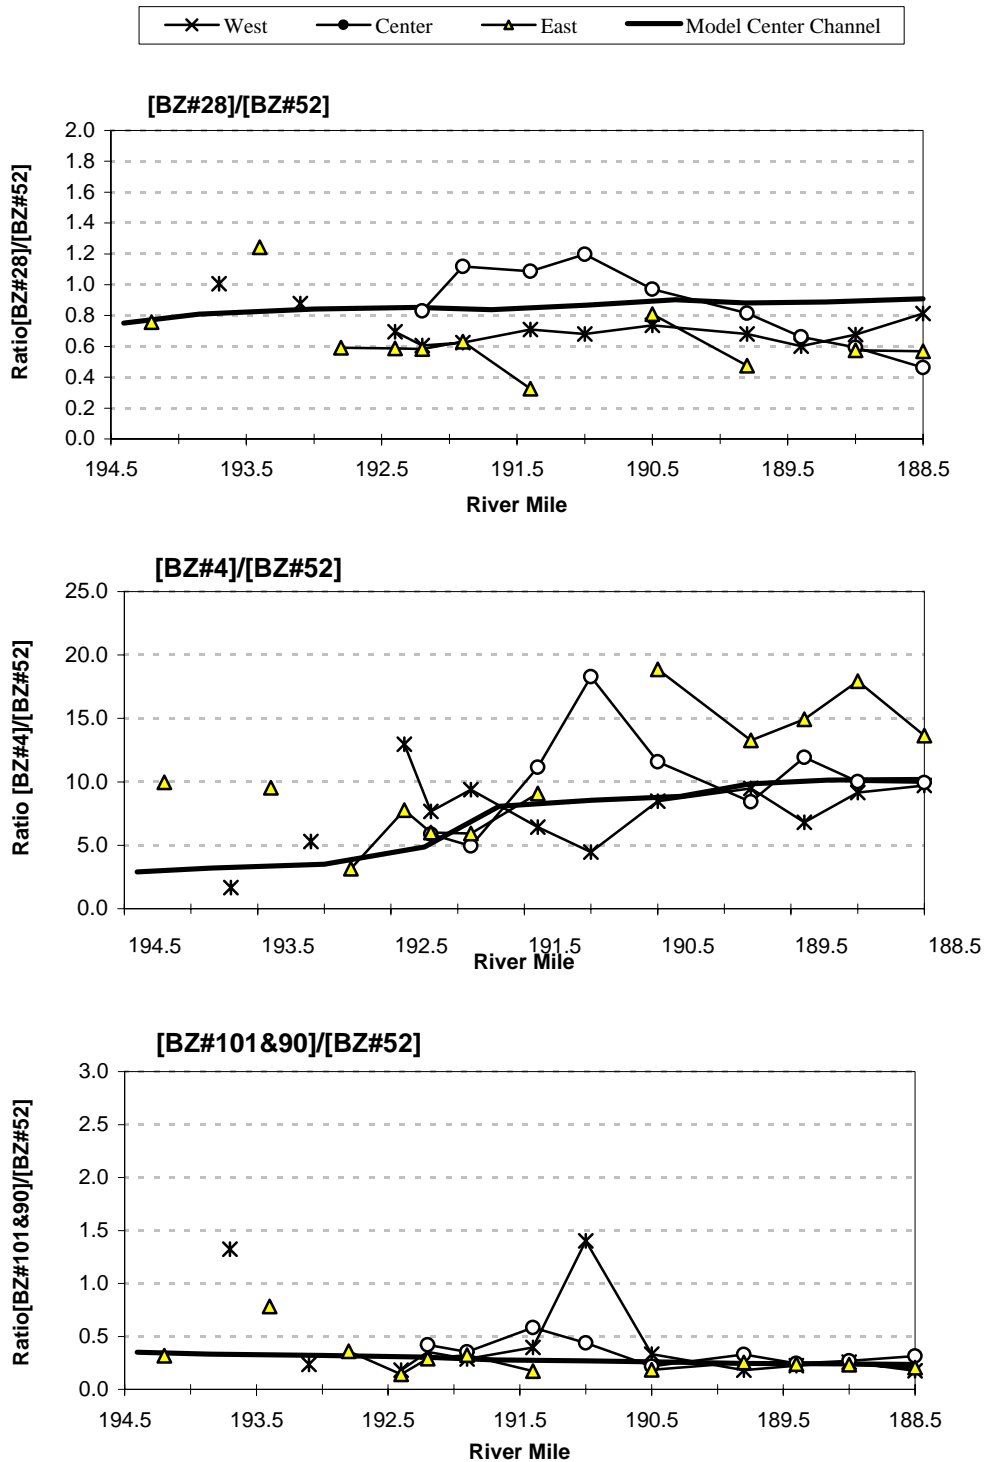 West Center East Model Center Channel
[BZ#28]/[BZ#52]
Ratio[BZ#28]/[BZ#52]
2.0
1.8
1.6
1.4
1.2
1.0
0.8
0.6
0.4
0.2
0.0
194.5 193.5 192.5 191.5 190.5 189.5 188.5
River Mile
[BZ#4]/[BZ#52]
Ratio [BZ#4]/[BZ#52]
25.0
20.0
15.0
10.0
5.0
0.0
194.5 193.5 192.5 191.5 190.5 189.5 188.5
River Mile
[BZ#101&90]/[BZ#52]
Ratio[BZ#101&90]/[BZ#52]
3.0
2.5
2.0
1.5
1.0
0.5
0.0
194.5 193.5 192.5 191.5 190.5 189.5 188.5
River Mile